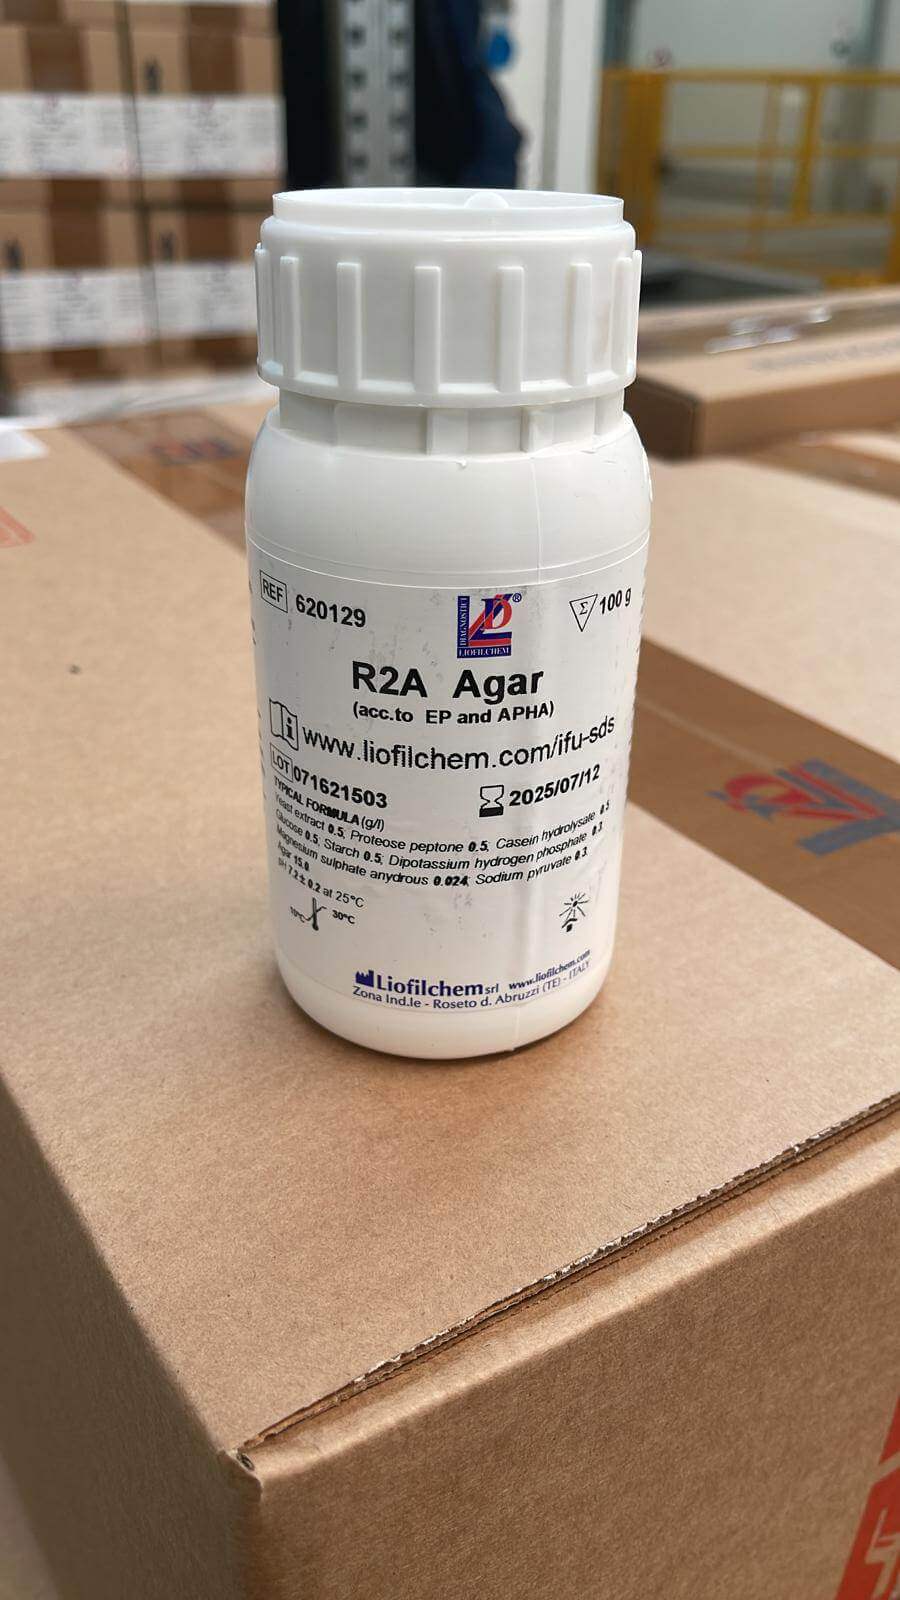 REF 620129
DIAGNOSTICI
LIOFILCHEM
®
Σ 100 g
R2A Agar
(acc.to EP and APHA)
www.liofilchem.com/ifu-sds
LOT 071621503
2025/07/12
TYPICAL FORMULA (g/l)
Yeast extract 0.5; Proteose peptone 0.5; Casein hydrolysate 0.5
Glucose 0.5; Starch 0.5; Dipotassium hydrogen phosphate 0.3;
Magnesium sulphate anydrous 0.024; Sodium pyruvate 0.3;
Agar 15.0
pH 7.2 ± 0.2 at 25°C
10°C 30°C
Liofilchem srl www.liofilchem.com
Zona Ind.le - Roseto d. Abruzzi (TE) - ITALY